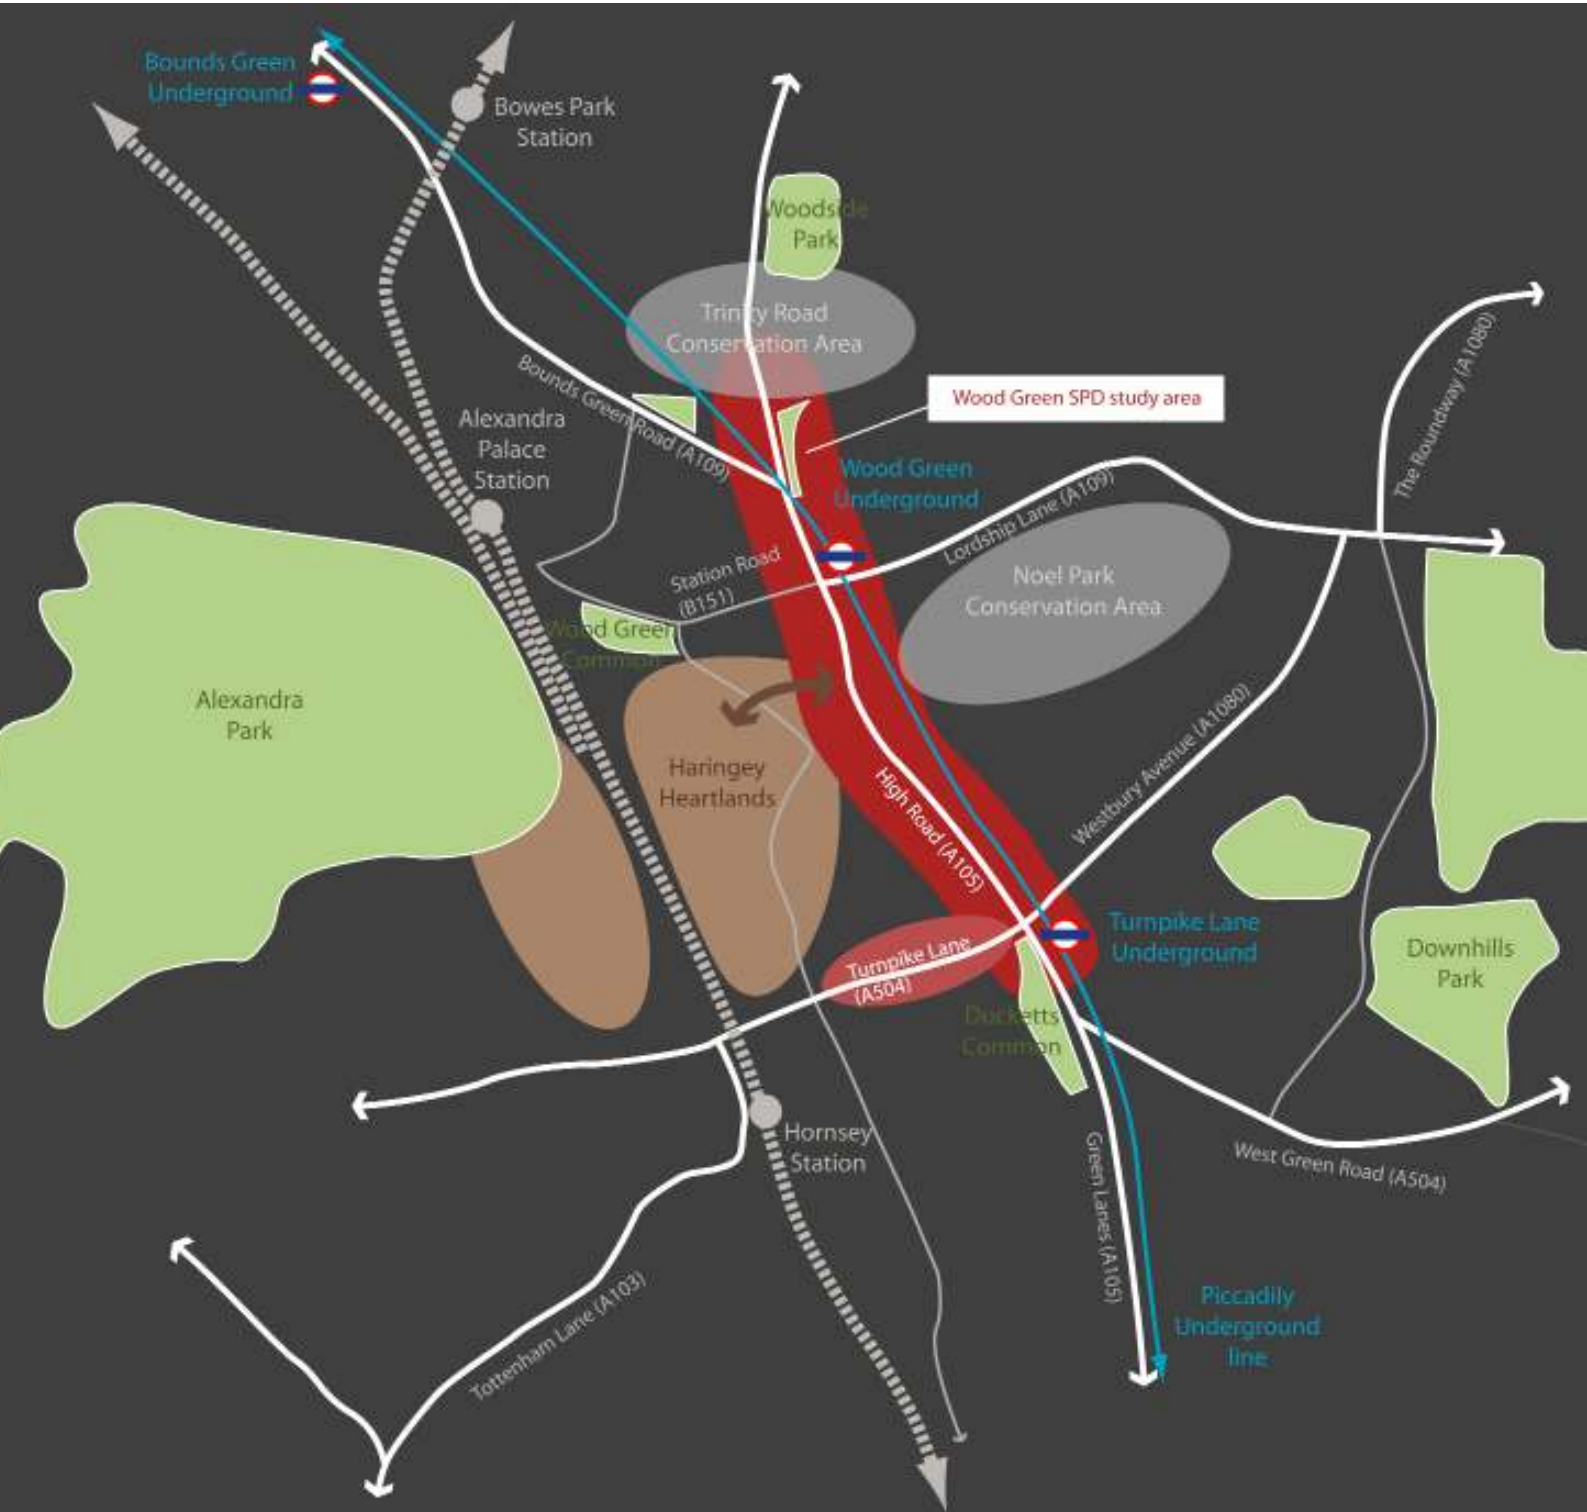 Bounds Green
Underground
Bowes Park
Station
Woodside
Park
Trinity Road
Conservation Area
Wood Green SPD study area
Bounds Green Road (A109)
Alexandra
Palace
Station
Wood Green
Underground
Lordship Lane (A109)
The Roundway (A1080)
Station Road
(B151)
Noel Park
Conservation Area
Wood Green
Common
Alexandra
Park
Haringey
Heartlands
High Road (A105)
Westbury Avenue (A1080)
Turnpike Lane
(A504)
Turnpike Lane
Underground
Downhills
Park
Ducketts
Common
Hornsey
Station
Green Lanes (A105)
West Green Road (A504)
Tottenham Lane (A103)
Piccadily
Underground
line